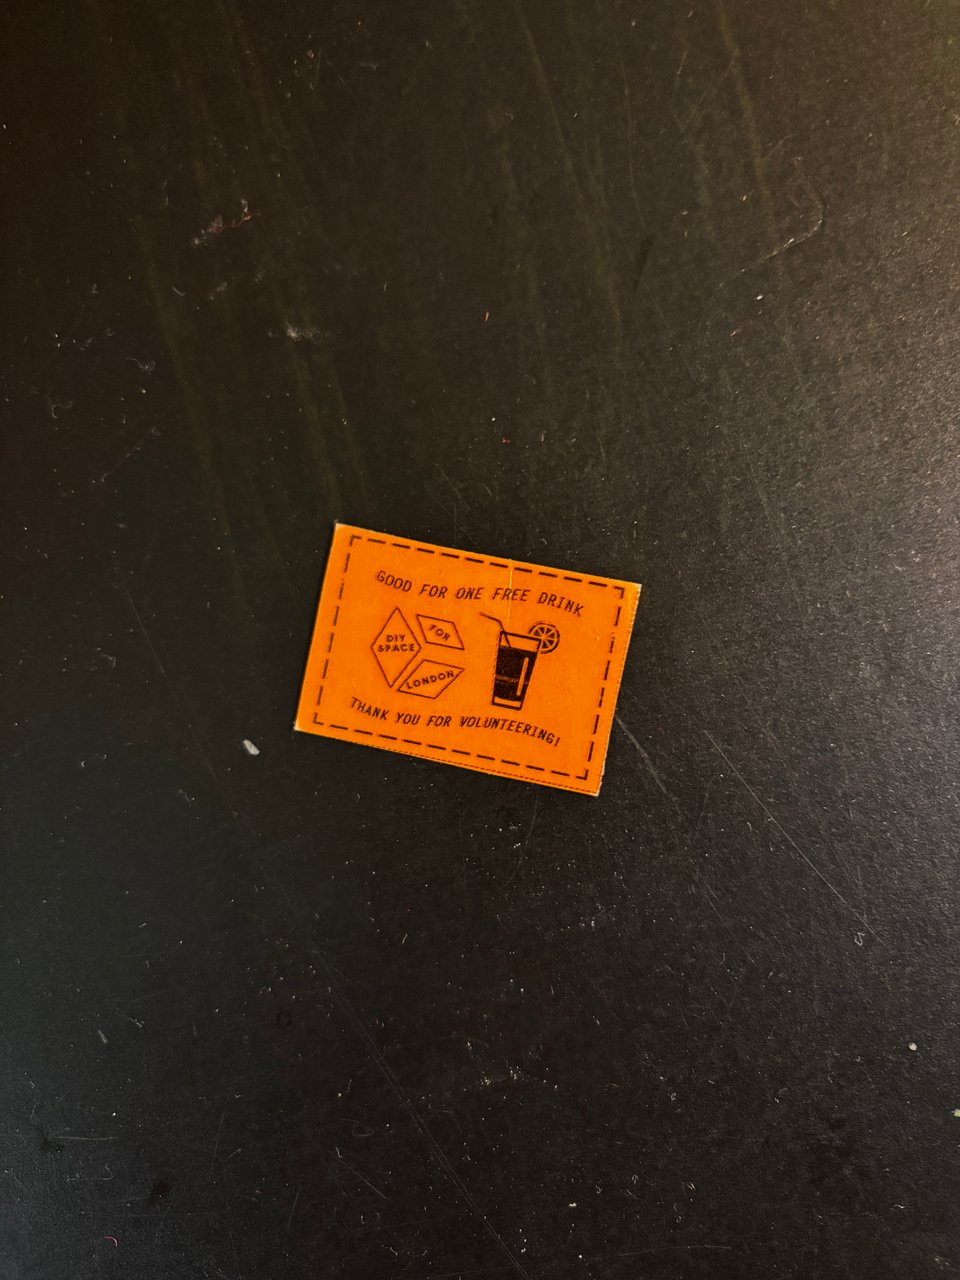 GOOD FOR ONE FREE DRINK
DIY
SPACE
FOR
LONDON
THANK YOU FOR VOLUNTEERING!